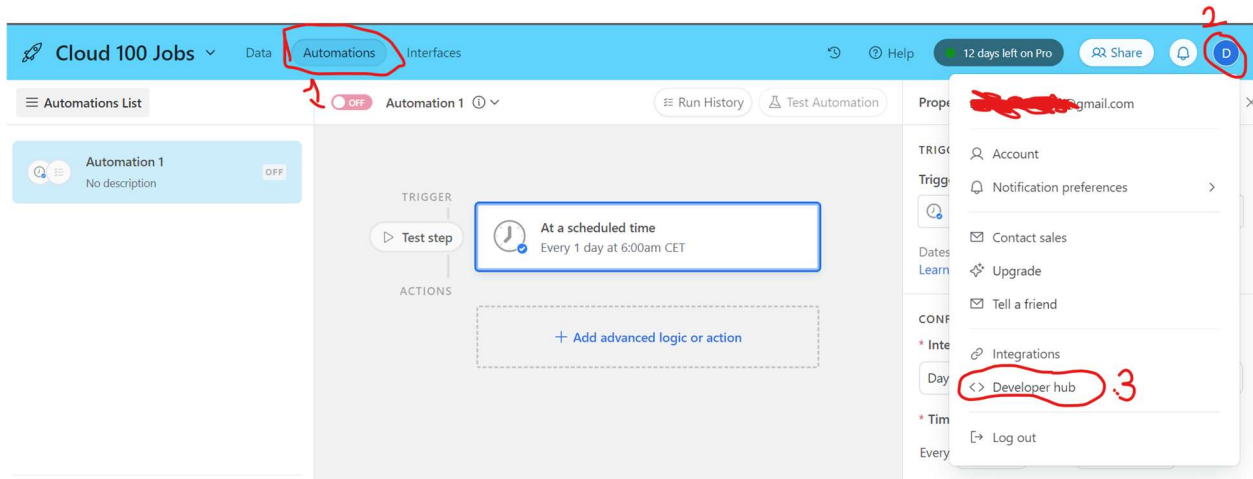 2
Cloud 100 Jobs
Data
Automations
Interfaces
Help
12 days left on Pro
Share
D
1
Automations List
OFF
Automation 1
Run History
Test Automation
Prope
@gmail.com
Automation 1
No description
OFF
TRIGGER
Test step
At a scheduled time
Every 1 day at 6:00am CET
ACTIONS
+ Add advanced logic or action
TRIGG
Trigg
Dates
Learn
CONF
* Inte
Day
* Tim
Every
Account
Notification preferences
Contact sales
Upgrade
Tell a friend
Integrations
<> Developer hub
.3
Log out